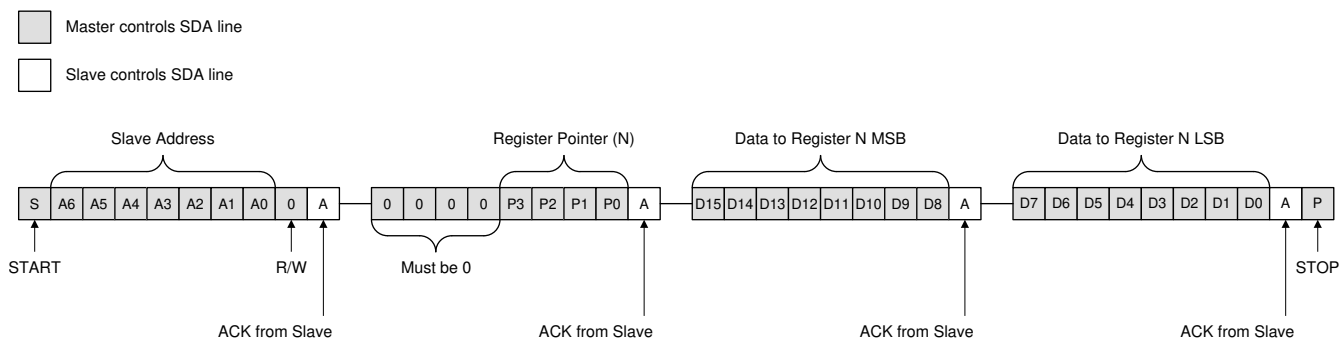 Master controls SDA line
Slave controls SDA line
Slave Address
Register Pointer (N)
Data to Register N MSB
Data to Register N LSB
S A6 A5 A4 A3 A2 A1 A0 0 A 0 0 0 0 P3 P2 P1 P0 A D15 D14 D13 D12 D11 D10 D9 D8 A D7 D6 D5 D4 D3 D2 D1 D0 A P
START R/W Must be 0 STOP
ACK from Slave ACK from Slave ACK from Slave ACK from Slave